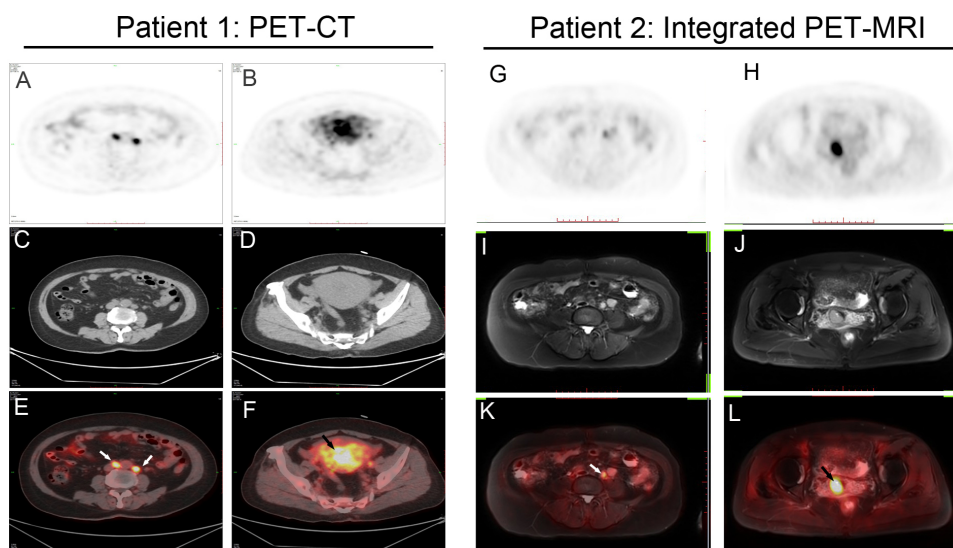 Patient 1: PET-CT
Patient 2: Integrated PET-MRI
A
B
G
H
C
D
I
J
E
F
K
L